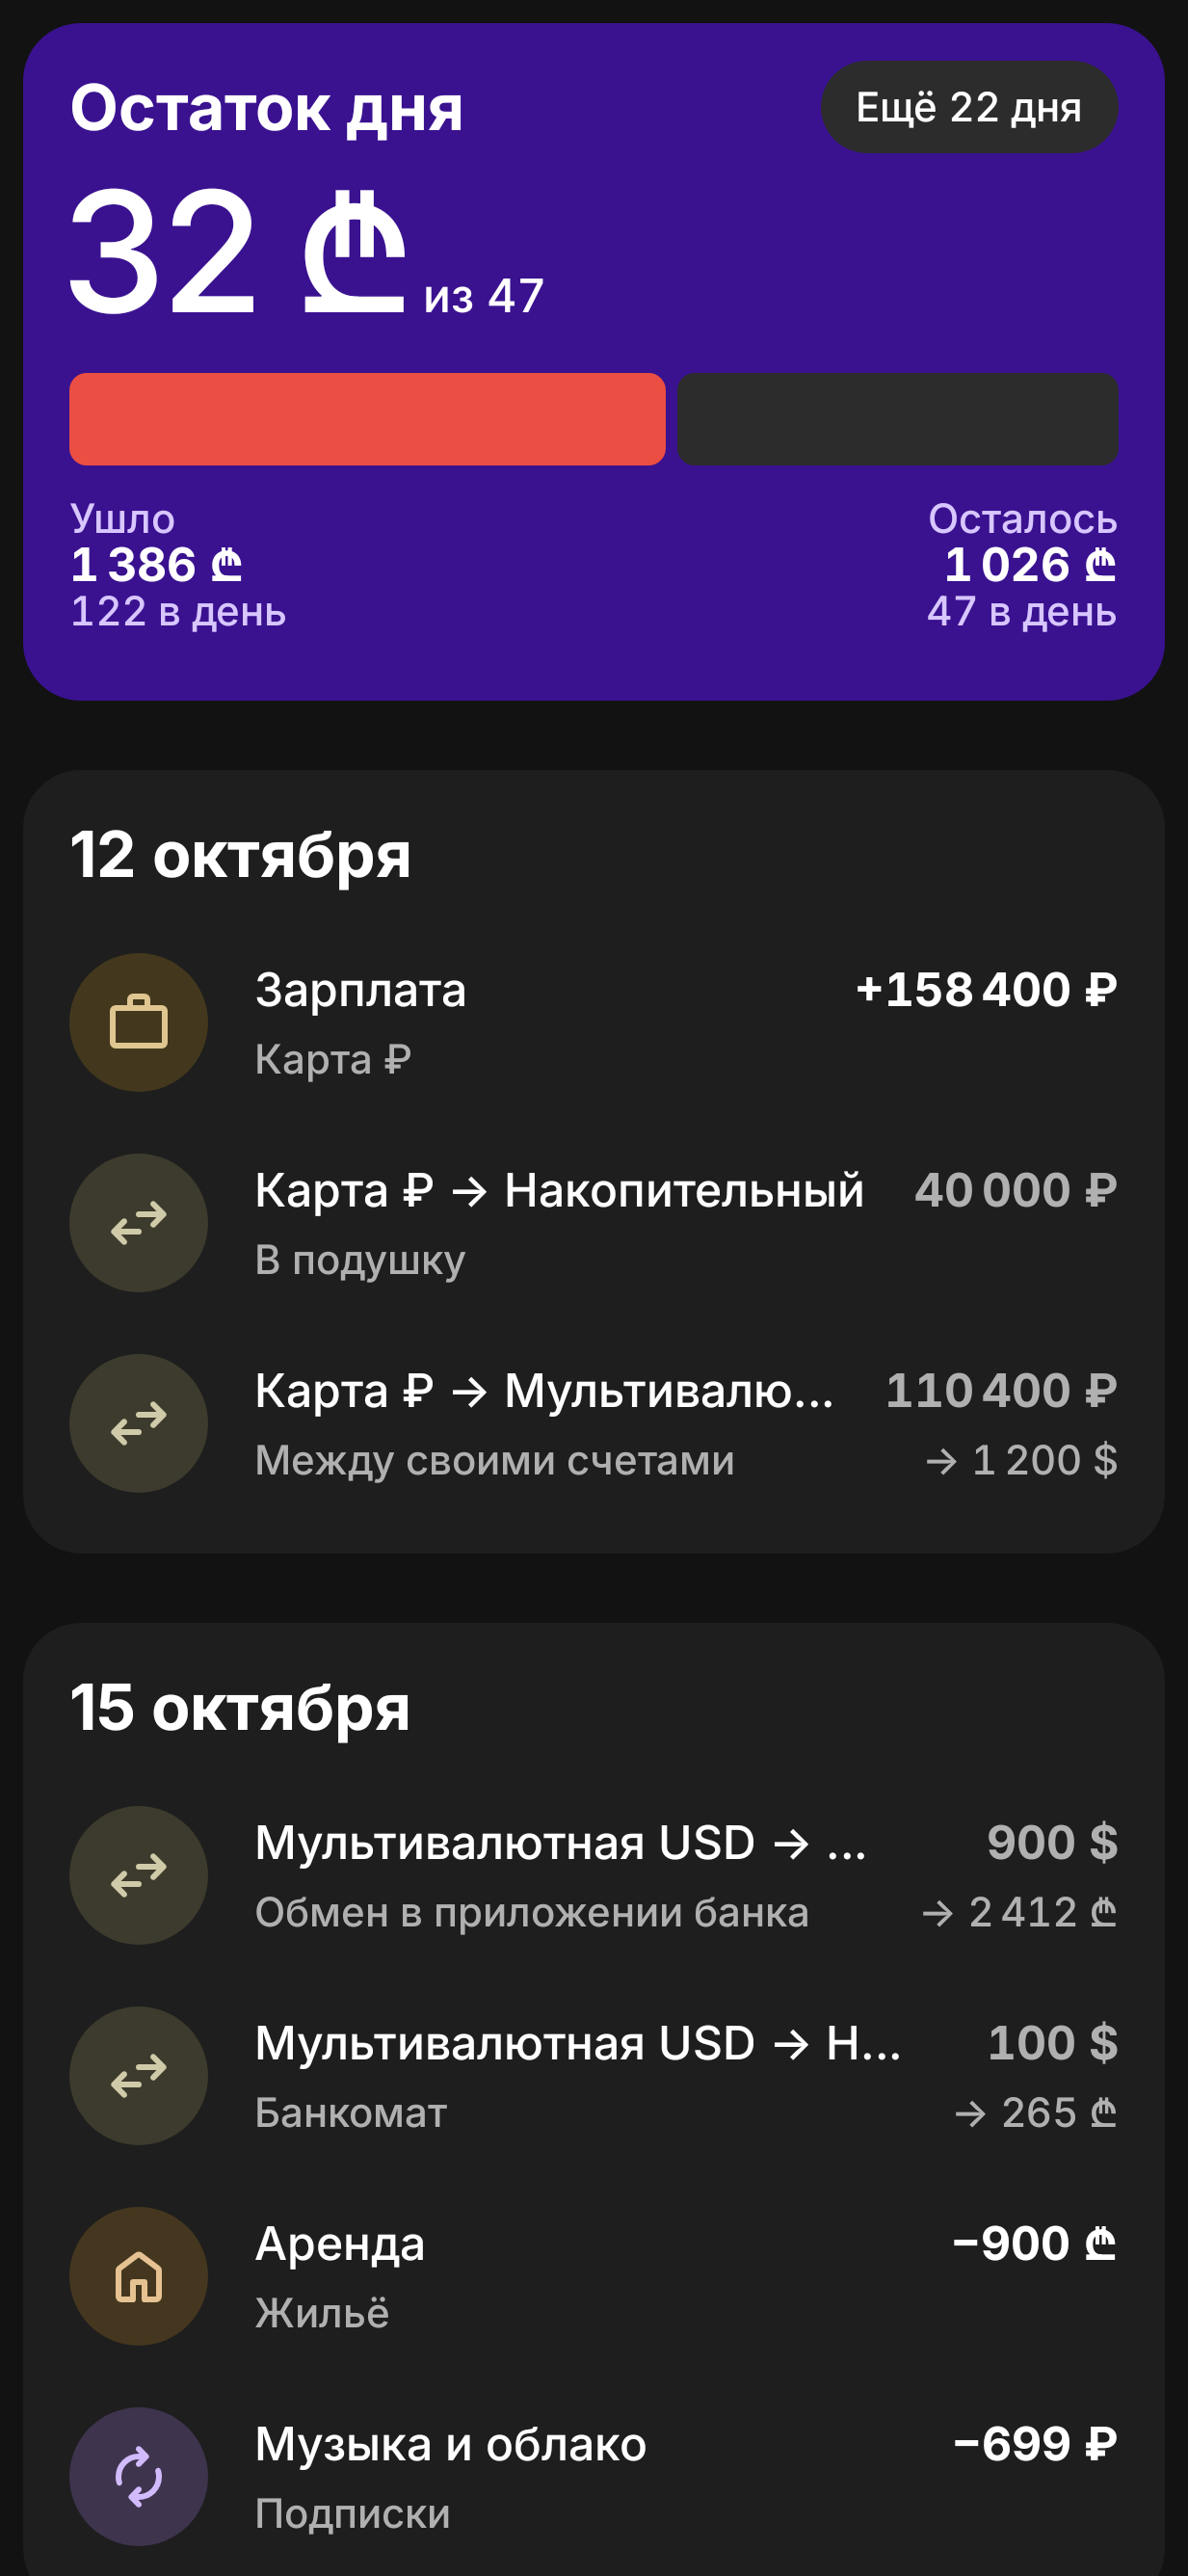 Остаток дня
Ещё 22 дня
32 ₾ из 47
Ушло
Осталось
1 386 ₾
1 026 ₾
122 в день
47 в день
12 октября
Зарплата
+158 400 ₽
Карта ₽
Карта ₽ → Накопительный
40 000 ₽
В подушку
Карта ₽ → Мультивалю...
110 400 ₽
Между своими счетами
→ 1 200 $
15 октября
Мультивалютная USD → ...
900 $
Обмен в приложении банка
→ 2 412 ₾
Мультивалютная USD → Н...
100 $
Банкомат
→ 265 ₾
Аренда
−900 ₾
Жильё
Музыка и облако
−699 ₽
Подписки